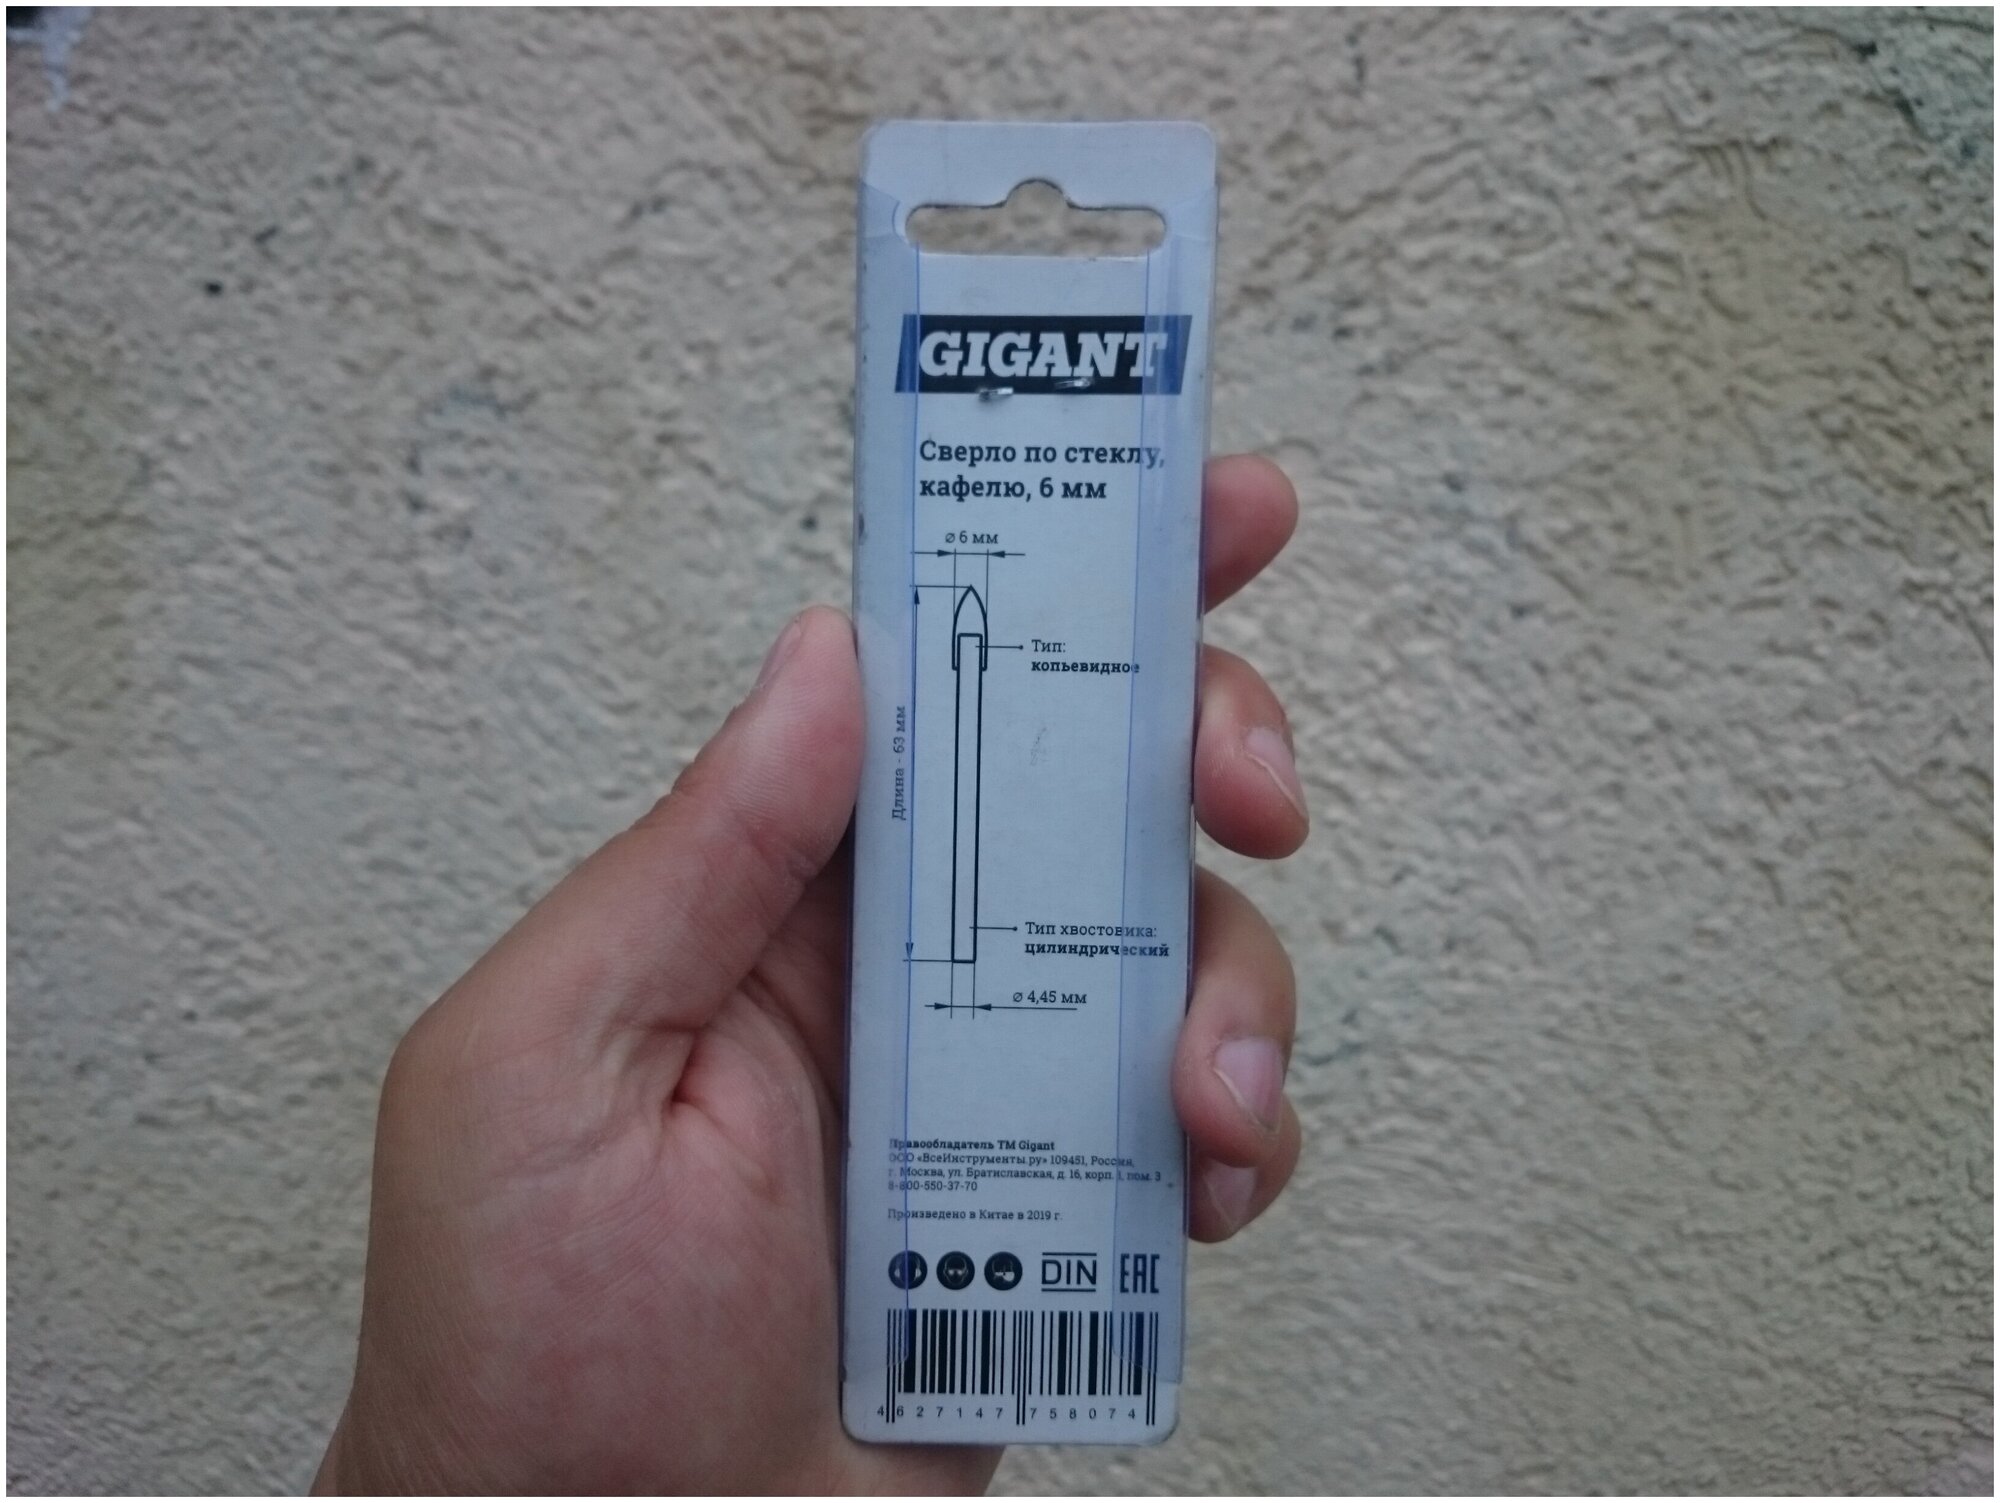 GIGANT
Сверло по стеклу,
кафелю, 6 мм
⌀ 6 мм
Тип:
копьевидное
Длина - 63 мм
Тип хвостовика:
цилиндрический
⌀ 4,45 мм
Правообладатель ТМ Gigant
ООО «ВсеИнструменты.ру» 109451, Россия,
г. Москва, ул. Братиславская, д. 16, корп. 1, пом. 3
8-800-550-37-70
Произведено в Китае в 2019 г.
DIN EAC
4 627147 758074